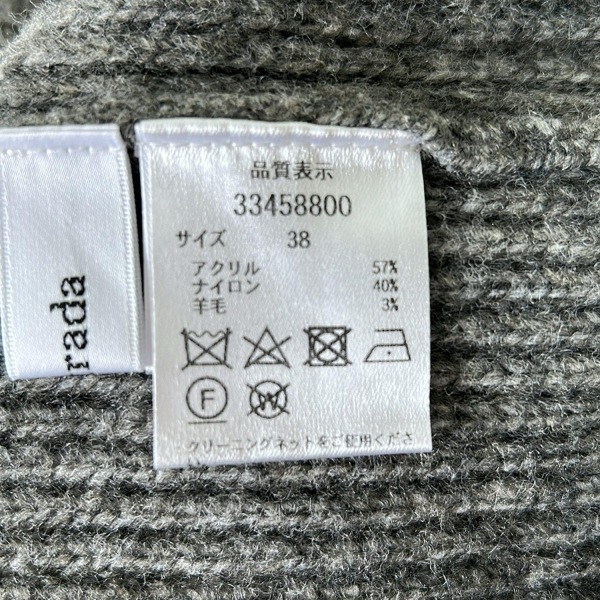 rada
品質表示
33458800
サイズ 38
アクリル 57%
ナイロン 40%
羊毛 3%
F W
クリーニングネットをご使用くださ